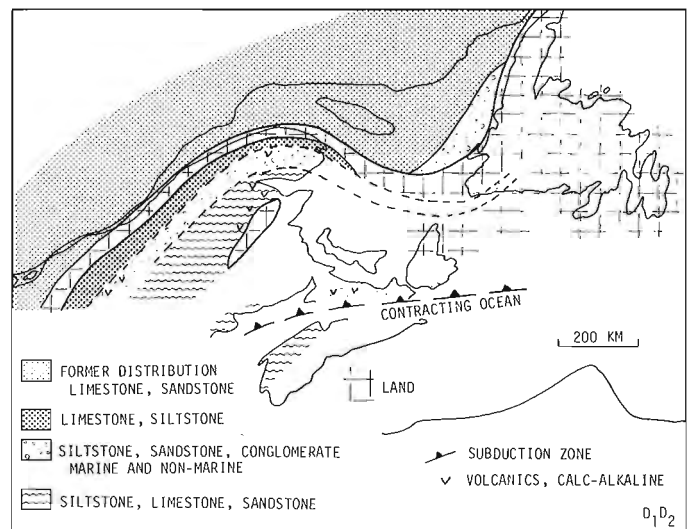 CONTRACTING OCEAN
200 KM
FORMER DISTRIBUTION
LIMESTONE, SANDSTONE
LIMESTONE, SILTSTONE
SILTSTONE, SANDSTONE, CONGLOMERATE
MARINE AND NON-MARINE
SILTSTONE, LIMESTONE, SANDSTONE
LAND
SUBDUCTION ZONE
VOLCANICS, CALC-ALKALINE
D₁D₂